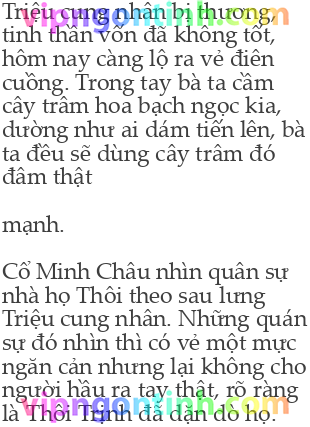 Triệu cung nhân bị thương,
tinh thần vốn đã không tốt,
hôm nay càng lộ ra vẻ điên
cuồng. Trong tay bà ta cầm
cây trâm hoa bạch ngọc kia,
dường như ai dám tiến lên, bà
ta đều sẽ dùng cây trâm đó
đâm thật
mạnh.
Cổ Minh Châu nhìn quân sự
nhà họ Thôi theo sau lưng
Triệu cung nhân. Những quán
sự đó nhìn thì có vẻ một mực
ngăn cản nhưng lại không cho
người hầu ra tay thật, rõ ràng
là Thôi Trinh đã dặn dò họ.
vipngontinh.com
vipngontinh.com